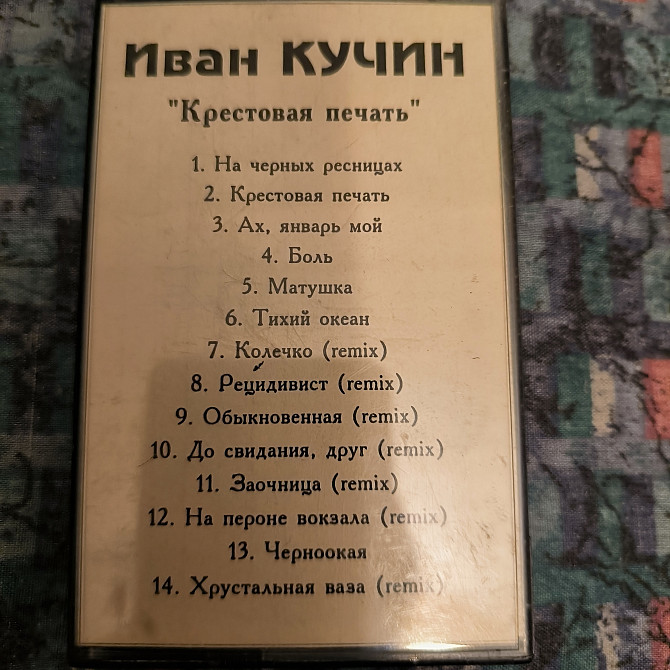 Иван КУЧИН
"Крестовая печать"
1. На черных ресницах
2. Крестовая печать
3. Ах, январь мой
4. Боль
5. Матушка
6. Тихий океан
7. Колечко (remix)
8. Рецидивист (remix)
9. Обыкновенная (remix)
10. До свидания, друг (remix)
11. Заочница (remix)
12. На пероне вокзала (remix)
13. Черноокая
14. Хрустальная ваза (remix)